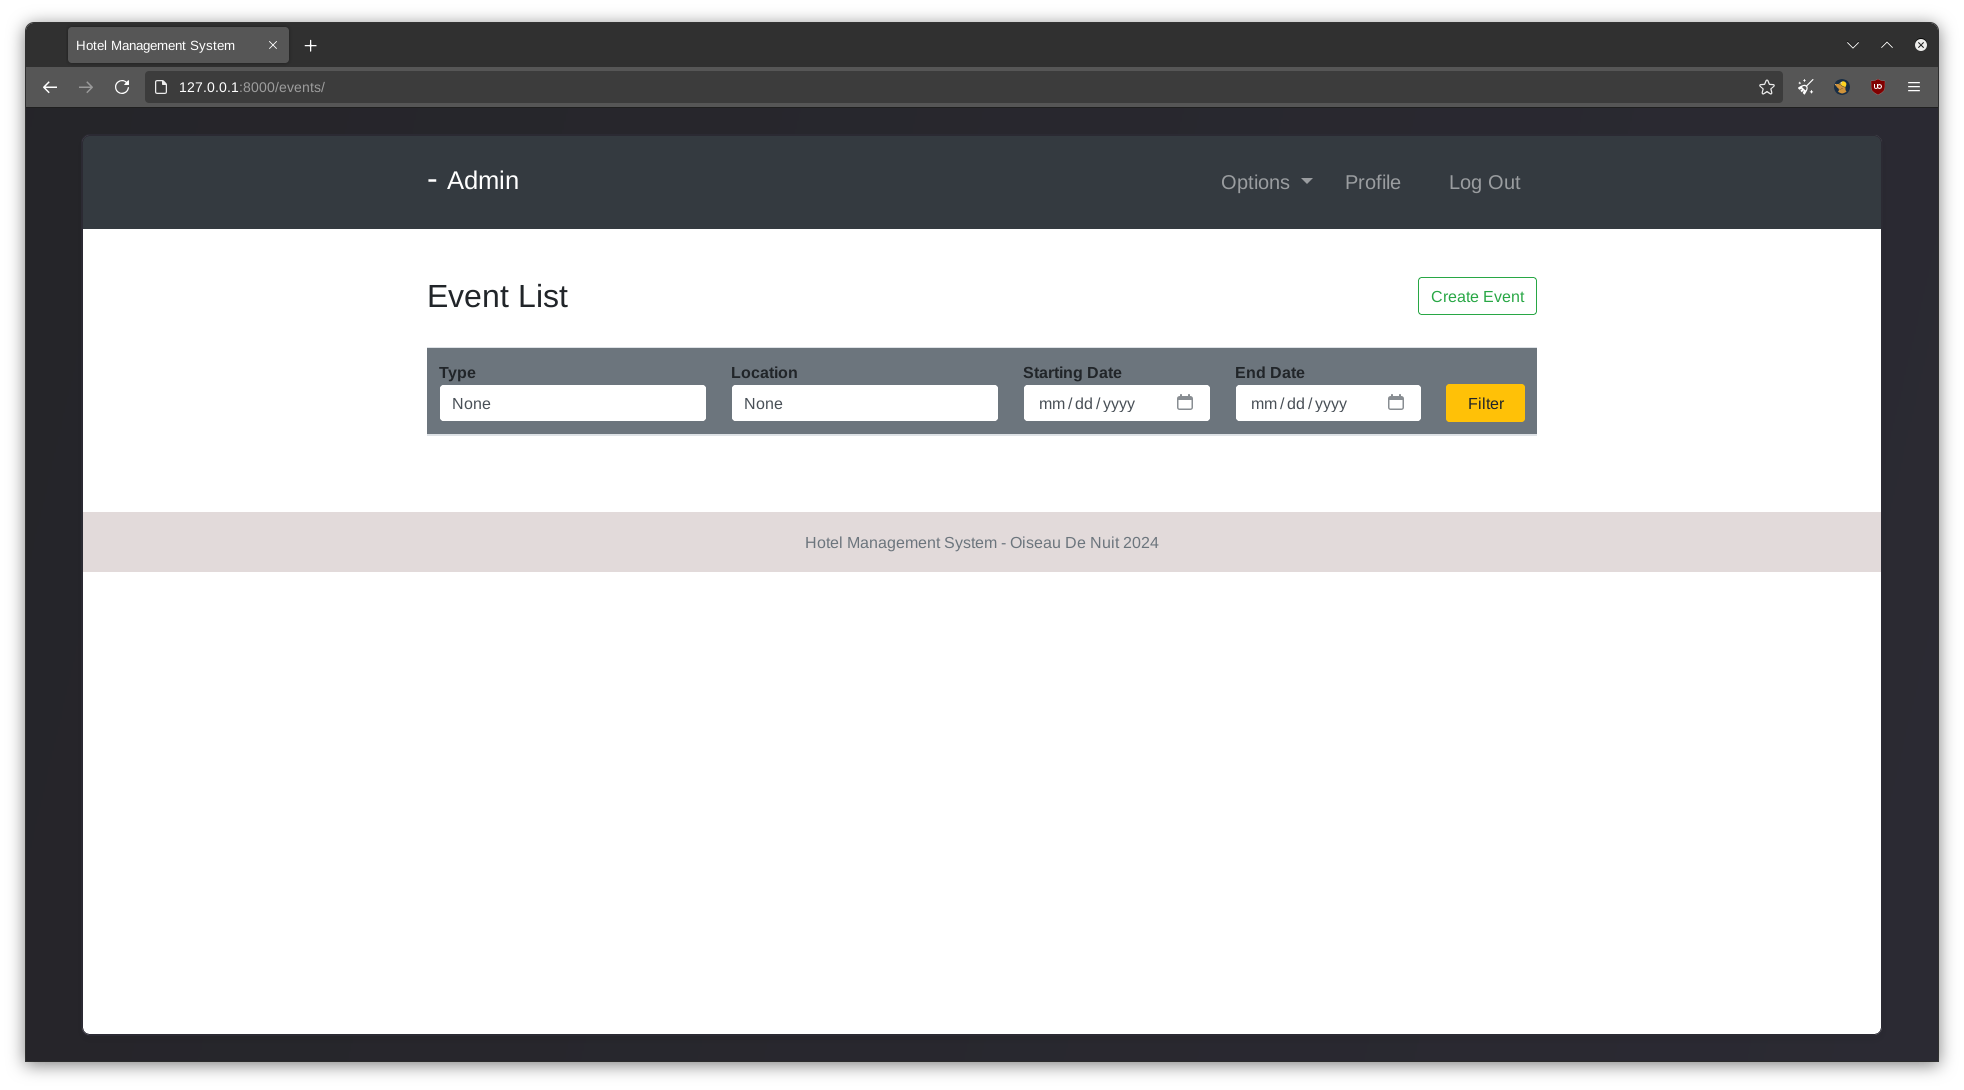 Hotel Management System
127.0.0.1:8000/events/
- Admin
Options
Profile
Log Out
Event List
Create Event
Type
Location
Starting Date
End Date
None
None
mm/dd/yyyy
mm/dd/yyyy
Filter
Hotel Management System - Oiseau De Nuit 2024